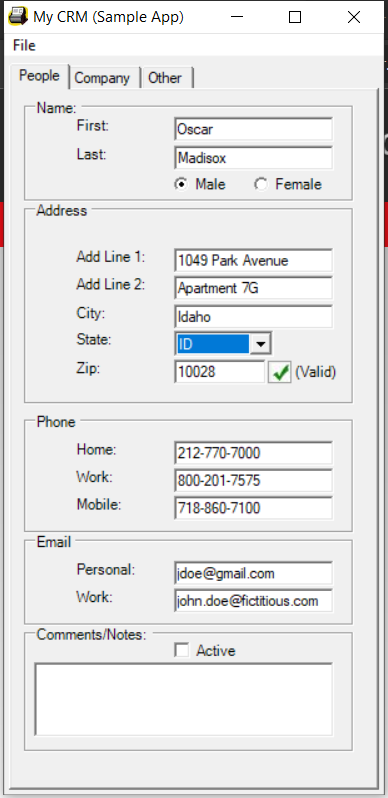 My CRM (Sample App)
File
People Company Other
Name:
First: Oscar
Last: Madisox
Male Female
Address
Add Line 1: 1049 Park Avenue
Add Line 2: Apartment 7G
City: Idaho
State: ID
Zip: 10028 (Valid)
Phone
Home: 212-770-7000
Work: 800-201-7575
Mobile: 718-860-7100
Email
Personal: jdoe@gmail.com
Work: john.doe@fictitious.com
Comments/Notes:
Active